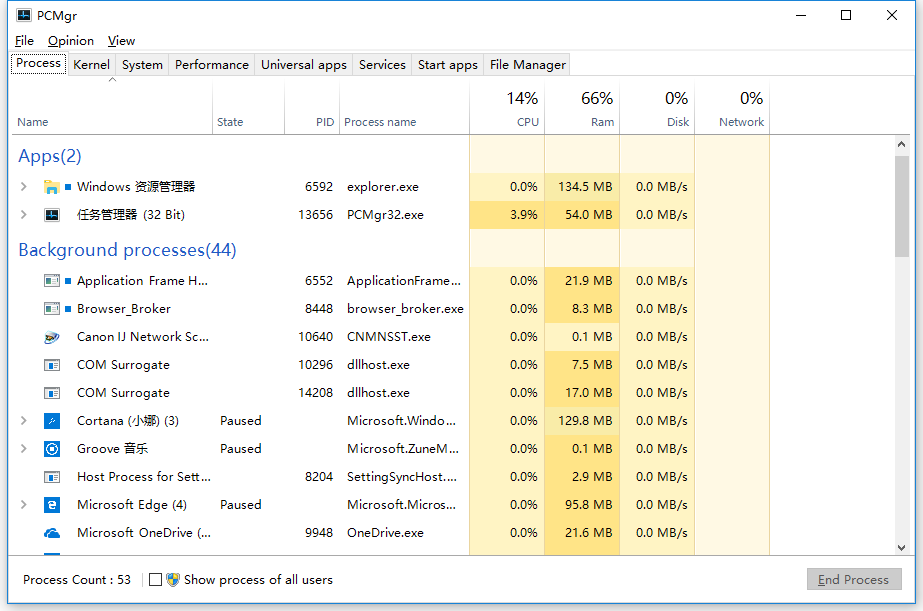 PCMgr
File Opinion View
Process Kernel System Performance Universal apps Services Start apps File Manager
14% 66% 0% 0%
Name State PID Process name CPU Ram Disk Network
Apps(2)
Windows 资源管理器 6592 explorer.exe 0.0% 134.5 MB 0.0 MB/s
任务管理器 (32 Bit) 13656 PCMgr32.exe 3.9% 54.0 MB 0.0 MB/s
Background processes(44)
Application Frame H... 6552 ApplicationFrame... 0.0% 21.9 MB 0.0 MB/s
Browser_Broker 8448 browser_broker.exe 0.0% 8.3 MB 0.0 MB/s
Canon IJ Network Sc... 10640 CNMNSST.exe 0.0% 0.1 MB 0.0 MB/s
COM Surrogate 10296 dllhost.exe 0.0% 7.5 MB 0.0 MB/s
COM Surrogate 14208 dllhost.exe 0.0% 17.0 MB 0.0 MB/s
Cortana (小娜) (3) Paused Microsoft.Windo... 0.0% 129.8 MB 0.0 MB/s
Groove 音乐 Paused Microsoft.ZuneM... 0.0% 0.1 MB 0.0 MB/s
Host Process for Sett... 8204 SettingSyncHost.... 0.0% 2.9 MB 0.0 MB/s
Microsoft Edge (4) Paused Microsoft.Micros... 0.0% 95.8 MB 0.0 MB/s
Microsoft OneDrive (... 9948 OneDrive.exe 0.0% 21.6 MB 0.0 MB/s
Process Count : 53 Show process of all users End Process